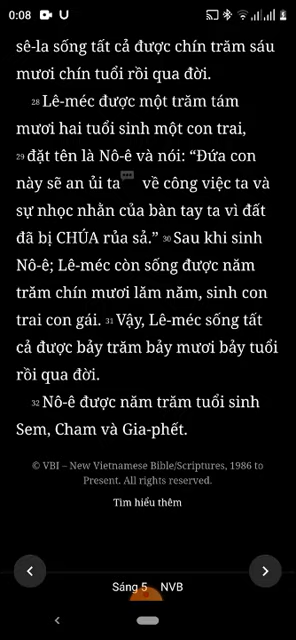 0:08
sê-la sống tất cả được chín trăm sáu
mươi chín tuổi rồi qua đời.
28 Lê-méc được một trăm tám
mươi hai tuổi sinh một con trai,
29 đặt tên là Nô-ê và nói: “Đứa con
này sẽ an ủi ta về công việc ta và
sự nhọc nhằn của bàn tay ta vì đất
đã bị CHÚA rủa sả.” 30 Sau khi sinh
Nô-ê; Lê-méc còn sống được năm
trăm chín mươi lăm năm, sinh con
trai con gái. 31 Vậy, Lê-méc sống tất
cả được bảy trăm bảy mươi bảy tuổi
rồi qua đời.
32 Nô-ê được năm trăm tuổi sinh
Sem, Cham và Gia-phết.
© VBI – New Vietnamese Bible/Scriptures, 1986 to
Present. All rights reserved.
Tìm hiểu thêm
Sáng 5 NVB